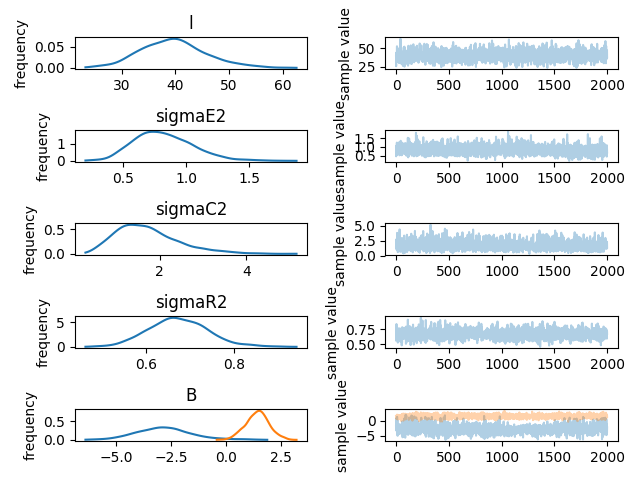 l
frequency
0.05
0.00
30 40 50 60
sample value
50
25
0 500 1000 1500 2000
sigmaE2
frequency
1
0
0.5 1.0 1.5
sample value
1.5
1.0
0.5
0 500 1000 1500 2000
sigmaC2
frequency
0.5
0.0
2 4
sample value
5.0
2.5
0.0
0 500 1000 1500 2000
sigmaR2
frequency
5
0
0.6 0.8
sample value
0.75
0.50
0 500 1000 1500 2000
B
frequency
0.5
0.0
−5.0 −2.5 0.0 2.5
sample value
0
−5
0 500 1000 1500 2000